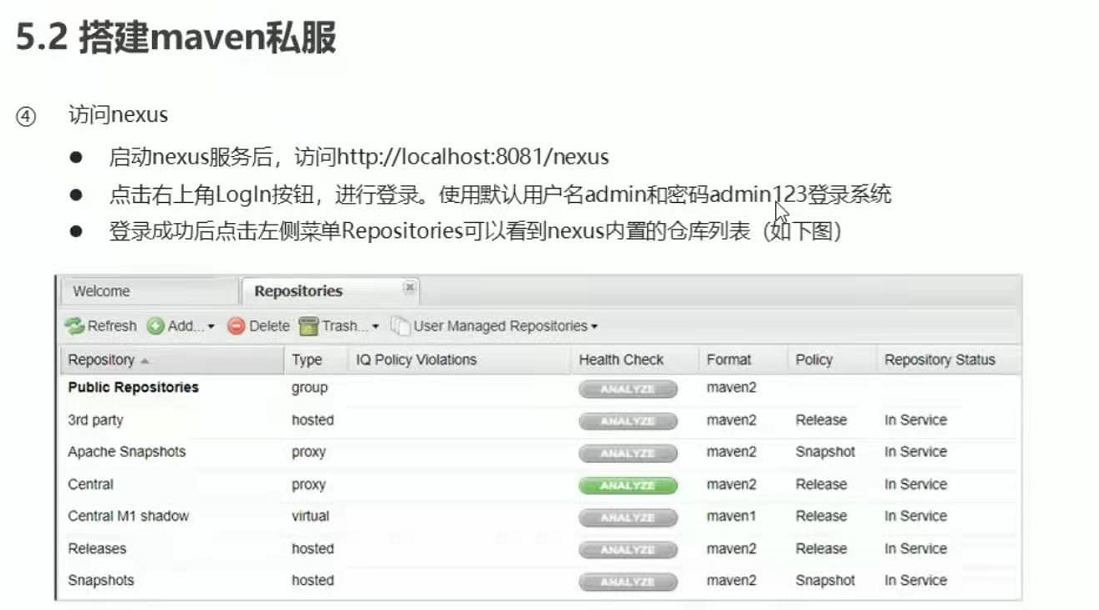 5.2 搭建maven私服
④ 访问nexus
● 启动nexus服务后，访问http://localhost:8081/nexus
● 点击右上角LogIn按钮，进行登录。使用默认用户名admin和密码admin123登录系统
● 登录成功后点击左侧菜单Repositories可以看到nexus内置的仓库列表（如下图）
Welcome Repositories
Refresh Add... Delete Trash... User Managed Repositories
Repository Type IQ Policy Violations Health Check Format Policy Repository Status
Public Repositories group ANALYZE maven2
3rd party hosted ANALYZE maven2 Release In Service
Apache Snapshots proxy ANALYZE maven2 Snapshot In Service
Central proxy ANALYZE maven2 Release In Service
Central M1 shadow virtual ANALYZE maven1 Release In Service
Releases hosted ANALYZE maven2 Release In Service
Snapshots hosted ANALYZE maven2 Snapshot In Service